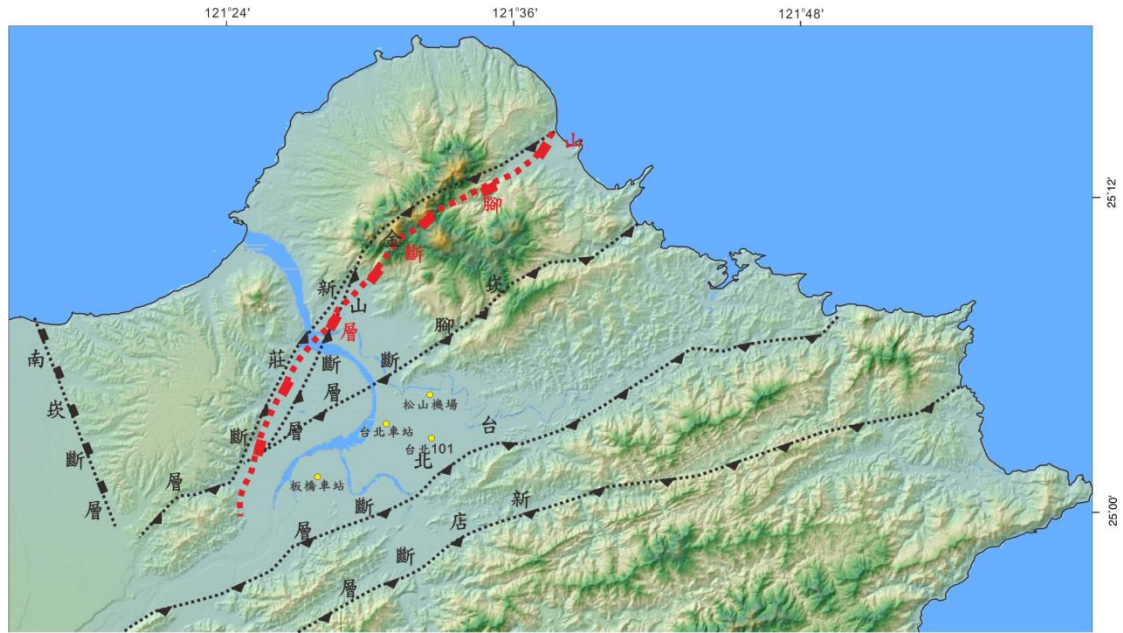 121°24'
121°36'
121°48'
25°12'
25°00'
山腳斷層
金山斷層
新莊斷層
崁腳斷層
南崁斷層
台北斷層
新店斷層
松山機場
台北車站
台北101
板橋車站